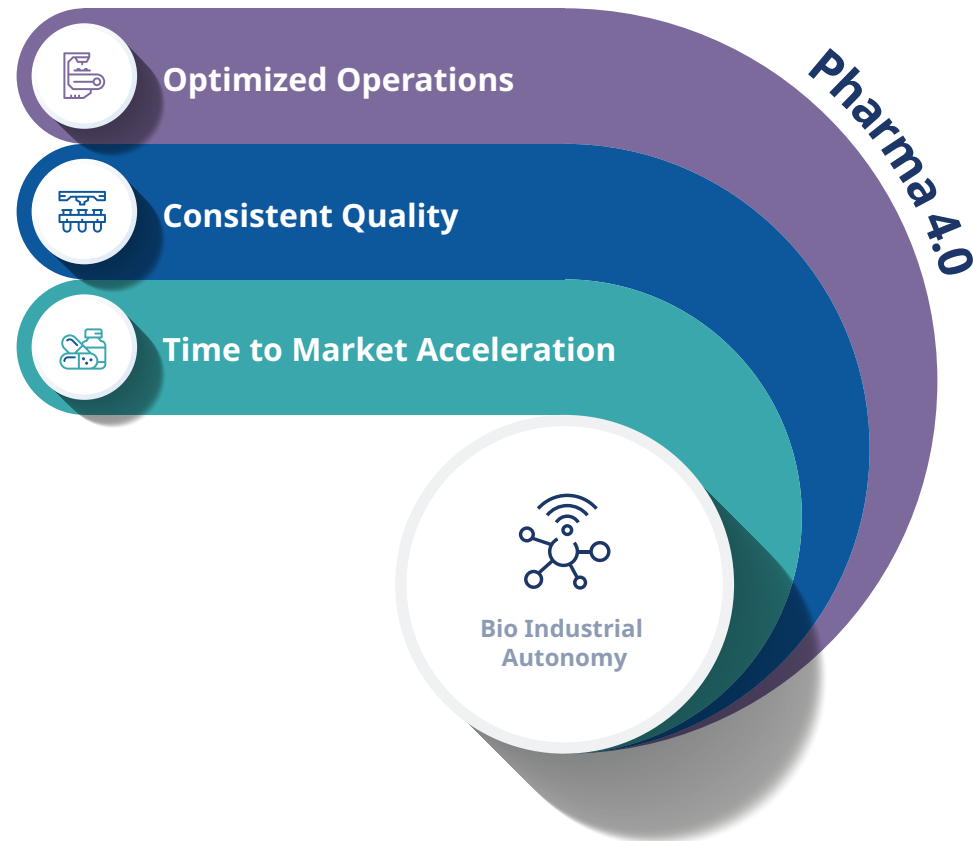 Optimized Operations
Consistent Quality
Time to Market Acceleration
Pharma 4.0
Bio Industrial
Autonomy